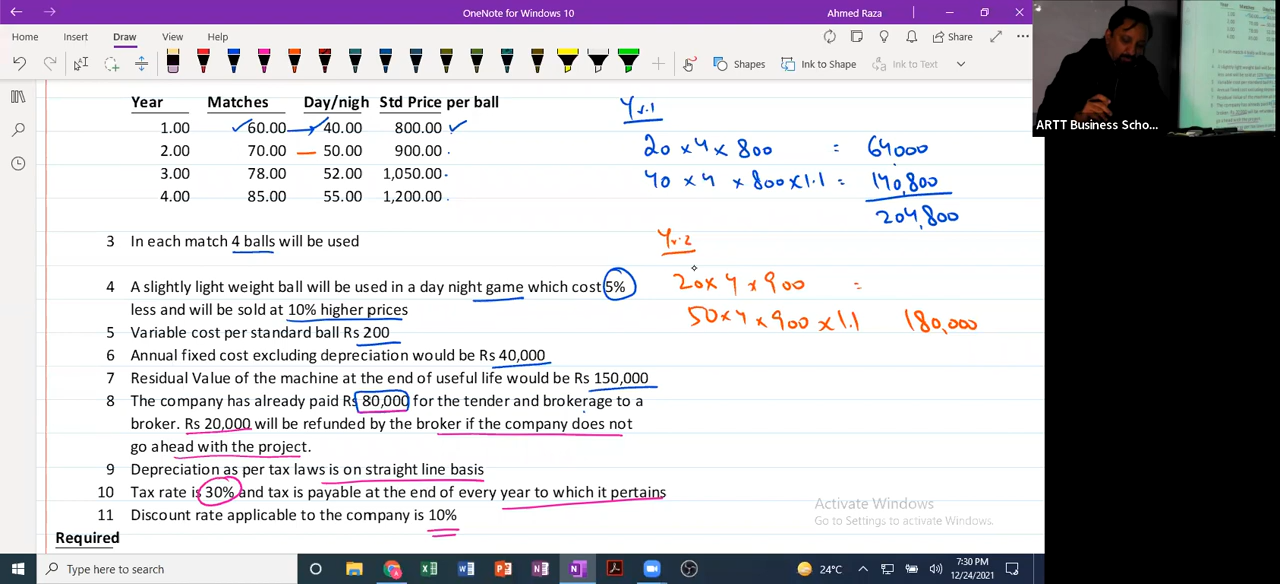 OneNote for Windows 10
Ahmed Raza
Home Insert Draw View Help
Share
Shapes
Ink to Shape
Ink to Text
ARTT Business Scho...
Year Matches Day/nigh Std Price per ball
1.00 60.00 40.00 800.00
2.00 70.00 50.00 900.00
3.00 78.00 52.00 1,050.00
4.00 85.00 55.00 1,200.00
Yr.1
20 x 4 x 800 = 64000
40 x 4 x 800 x 1.1 = 140,800
204,800
3 In each match 4 balls will be used
Yr.2
20 x 4 x 900 =
50 x 4 x 900 x 1.1 180,000
4 A slightly light weight ball will be used in a day night game which cost 5%
less and will be sold at 10% higher prices
5 Variable cost per standard ball Rs 200
6 Annual fixed cost excluding depreciation would be Rs 40,000
7 Residual Value of the machine at the end of useful life would be Rs 150,000
8 The company has already paid Rs 80,000 for the tender and brokerage to a
broker. Rs 20,000 will be refunded by the broker if the company does not
go ahead with the project.
9 Depreciation as per tax laws is on straight line basis
10 Tax rate is 30% and tax is payable at the end of every year to which it pertains
11 Discount rate applicable to the company is 10%
Required
Activate Windows
Go to Settings to activate Windows.
Type here to search
24°C
7:30 PM
12/24/2021